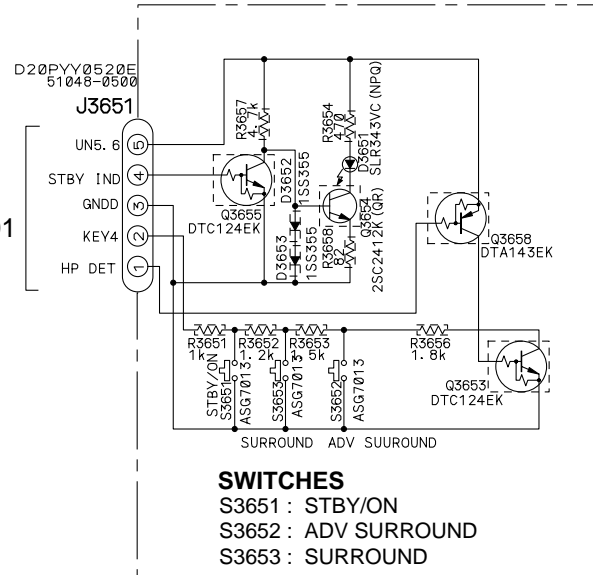 D20PYY0520E
51048-0500
J3651
UN5.6 5
STBY IND 4
GNDD 3
KEY4 2
HP DET 1
R3657
4.7k
Q3655
DTC124EK
D3652
1SS355
D3653
1SS355
R3654
470
D3651
SLR343VC(NPQ)
Q3654
2SC2412K(QR)
R3658
82
Q3658
DTA143EK
R3651
1k
R3652
1.2k
R3653
1.5k
R3656
1.8k
Q3653
DTC124EK
STBY/ON
S3651
ASG7013
S3653
ASG7013
S3652
ASG7013
SURROUND ADV SUUROUND
SWITCHES
S3651 : STBY/ON
S3652 : ADV SURROUND
S3653 : SURROUND